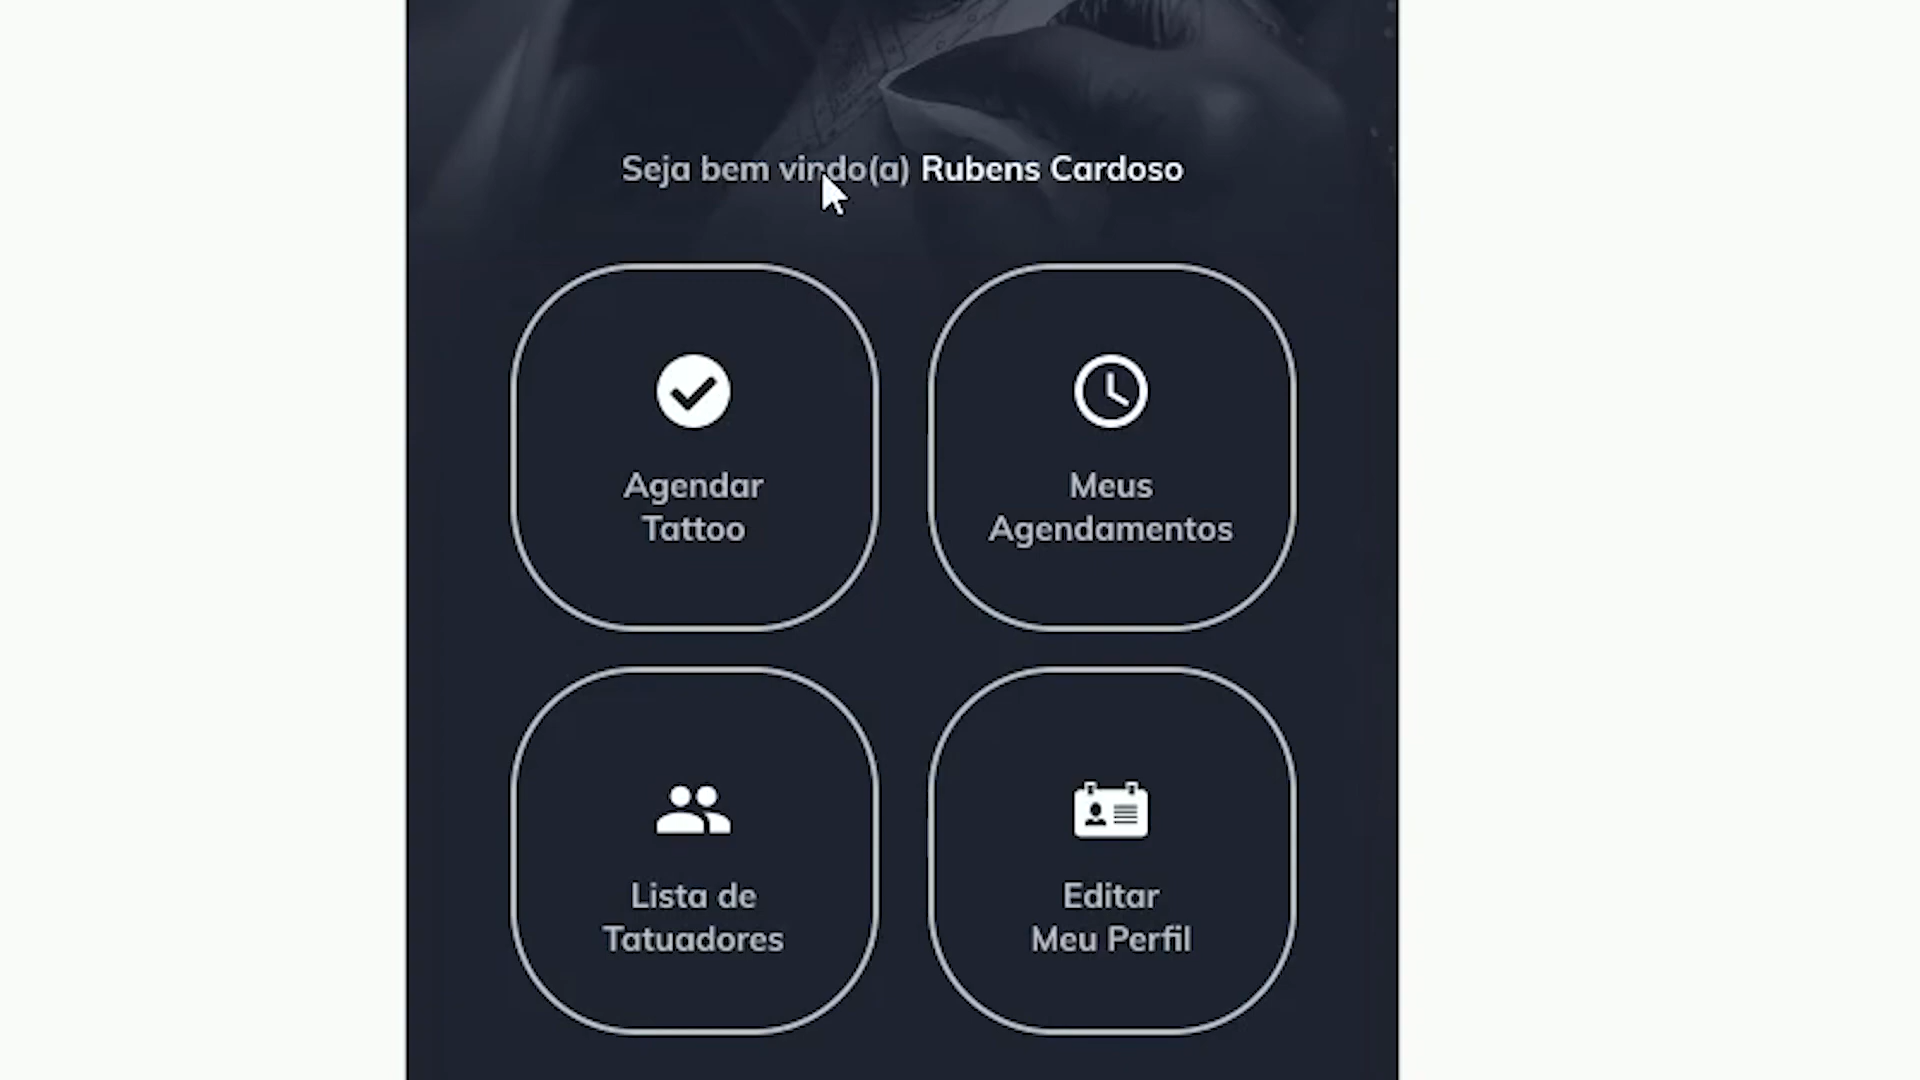 Seja bem vindo(a) Rubens Cardoso
Agendar
Tattoo
Meus
Agendamentos
Lista de
Tatuadores
Editar
Meu Perfil